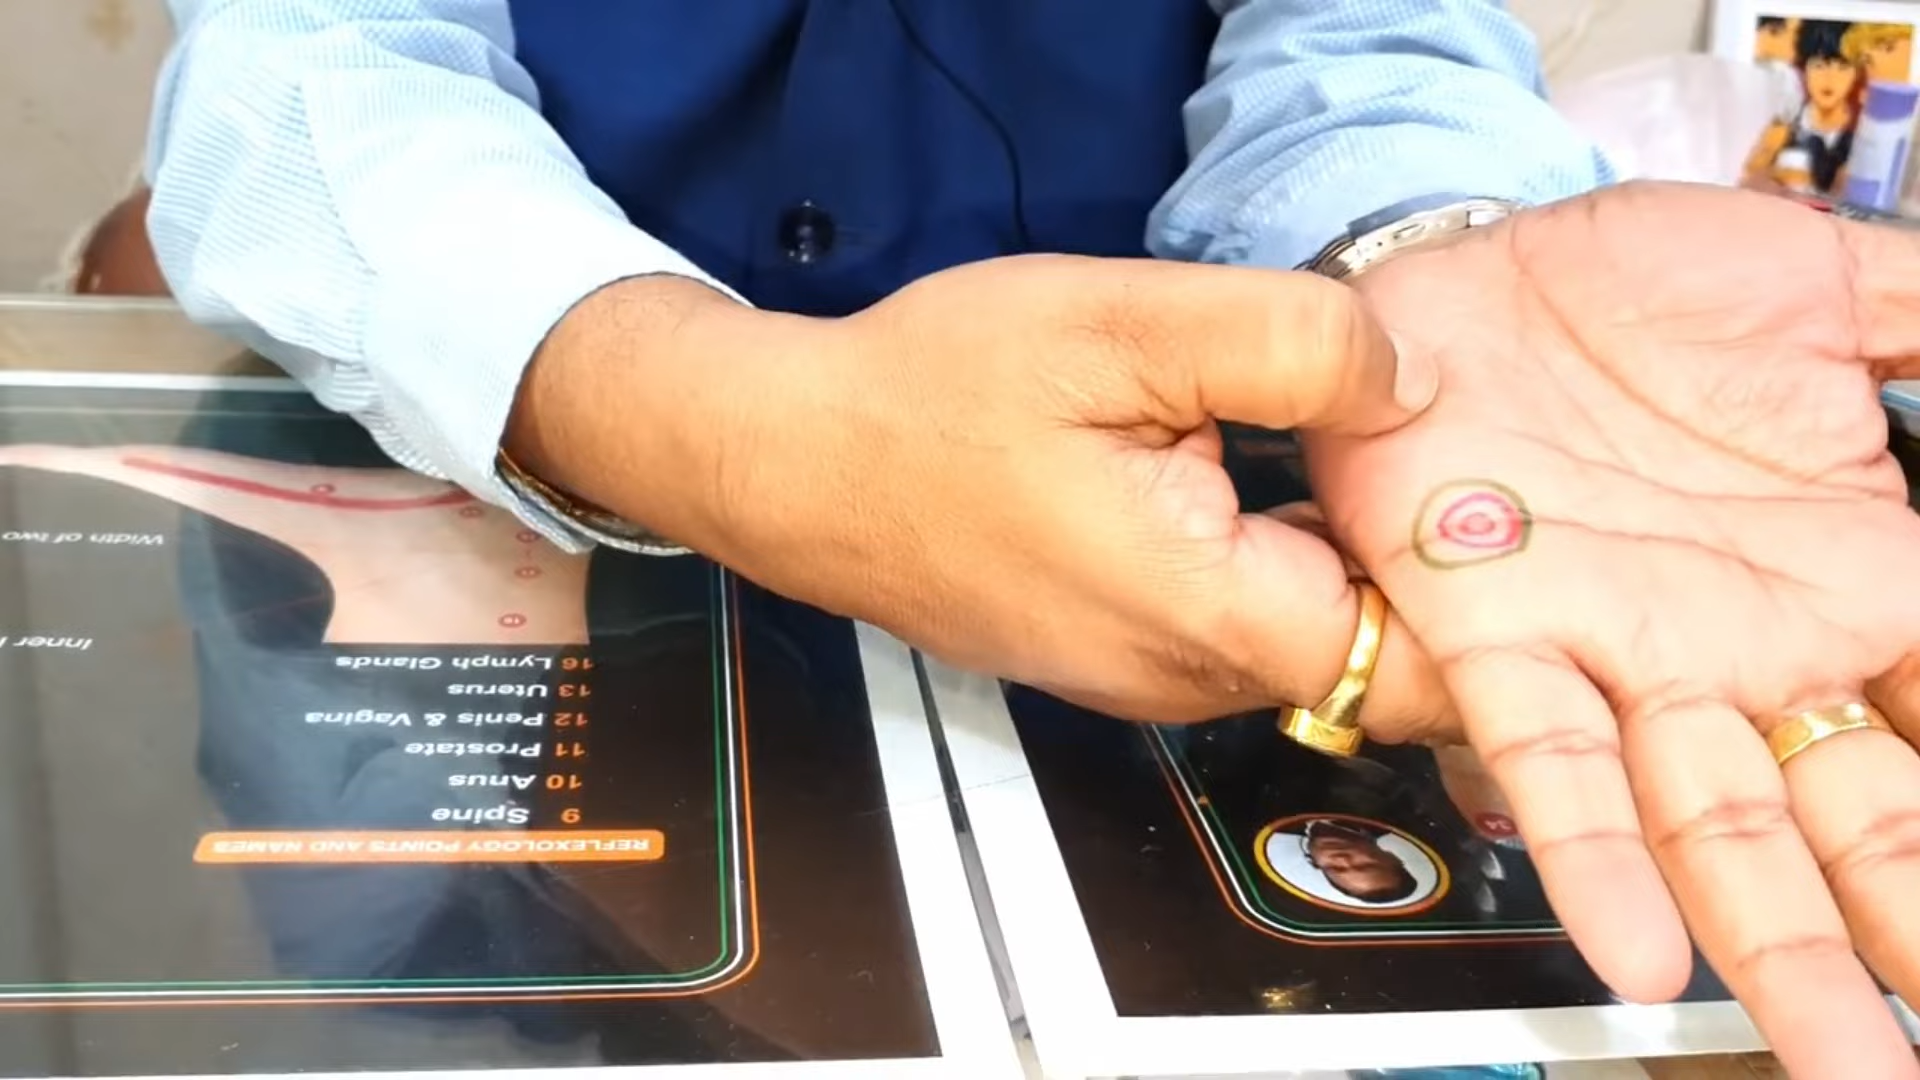 REFLEXOLOGY POINTS AND NAMES
9 Spine
10 Anus
11 Prostate
12 Penis & Vagina
13 Uterus
16 Lymph Glands
Inner
Width of two
34